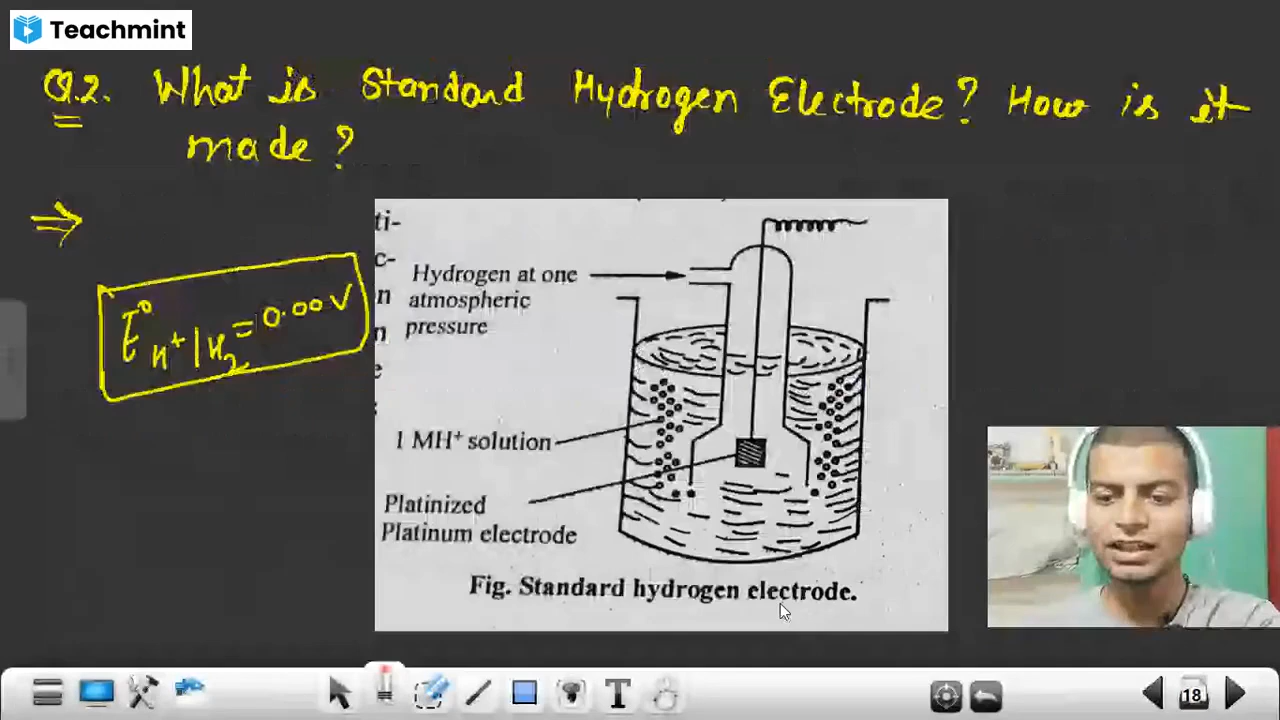 Teachmint
Q.2. What is Standard Hydrogen Electrode? How is it
made?
⇒
E° H⁺|H₂ = 0.00 V
ti-
c-
n
n
e
Hydrogen at one
atmospheric
pressure
1 MH⁺ solution
Platinized
Platinum electrode
Fig. Standard hydrogen electrode.
T
18